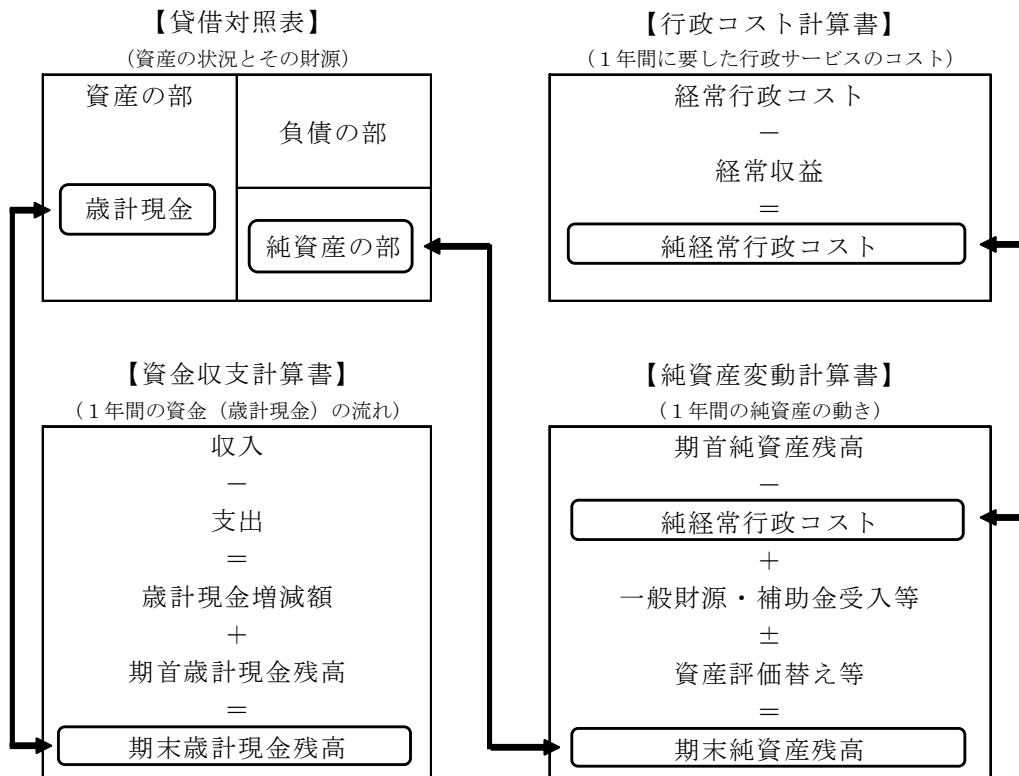 【貸借対照表】
（資産の状況とその財源）
資産の部
負債の部
歳計現金
純資産の部
【行政コスト計算書】
（１年間に要した行政サービスのコスト）
経常行政コスト
－
経常収益
＝
純経常行政コスト
【資金収支計算書】
（１年間の資金（歳計現金）の流れ）
収入
－
支出
＝
歳計現金増減額
＋
期首歳計現金残高
＝
期末歳計現金残高
【純資産変動計算書】
（１年間の純資産の動き）
期首純資産残高
－
純経常行政コスト
＋
一般財源・補助金受入等
±
資産評価替え等
＝
期末純資産残高